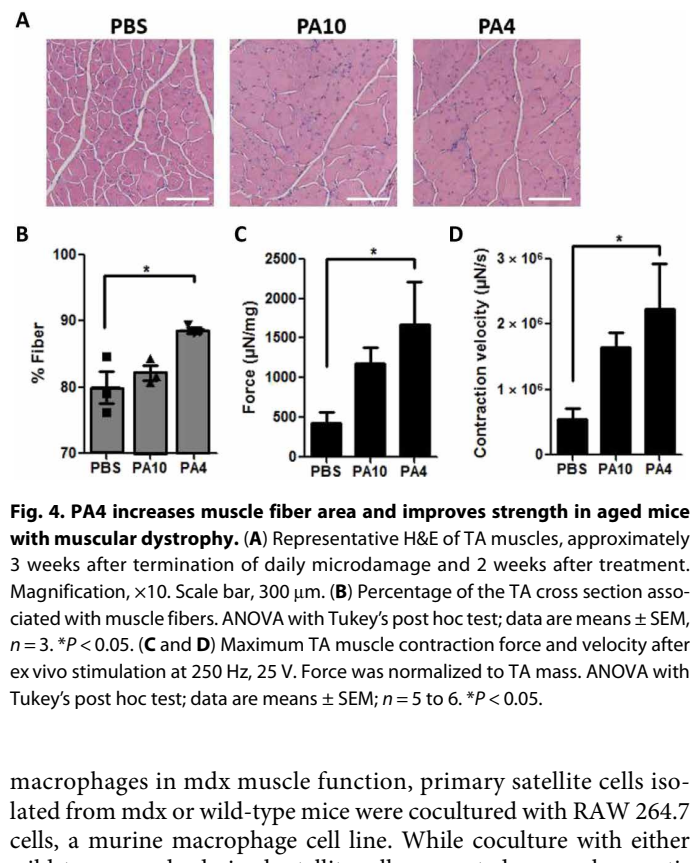 A
PBS
PA10
PA4
B
100
90
80
70
% Fiber
*
PBS
PA10
PA4
C
2500
2000
1500
1000
500
0
Force (µN/mg)
*
PBS
PA10
PA4
D
3 × 10⁶
2 × 10⁶
1 × 10⁶
0
Contraction velocity (µN/s)
*
PBS
PA10
PA4
Fig. 4. PA4 increases muscle fiber area and improves strength in aged mice
with muscular dystrophy. (A) Representative H&E of TA muscles, approximately
3 weeks after termination of daily microdamage and 2 weeks after treatment.
Magnification, ×10. Scale bar, 300 µm. (B) Percentage of the TA cross section asso-
ciated with muscle fibers. ANOVA with Tukey's post hoc test; data are means ± SEM,
n = 3. *P < 0.05. (C and D) Maximum TA muscle contraction force and velocity after
ex vivo stimulation at 250 Hz, 25 V. Force was normalized to TA mass. ANOVA with
Tukey's post hoc test; data are means ± SEM; n = 5 to 6. *P < 0.05.
macrophages in mdx muscle function, primary satellite cells iso-
lated from mdx or wild-type mice were cocultured with RAW 264.7
cells, a murine macrophage cell line. While coculture with either